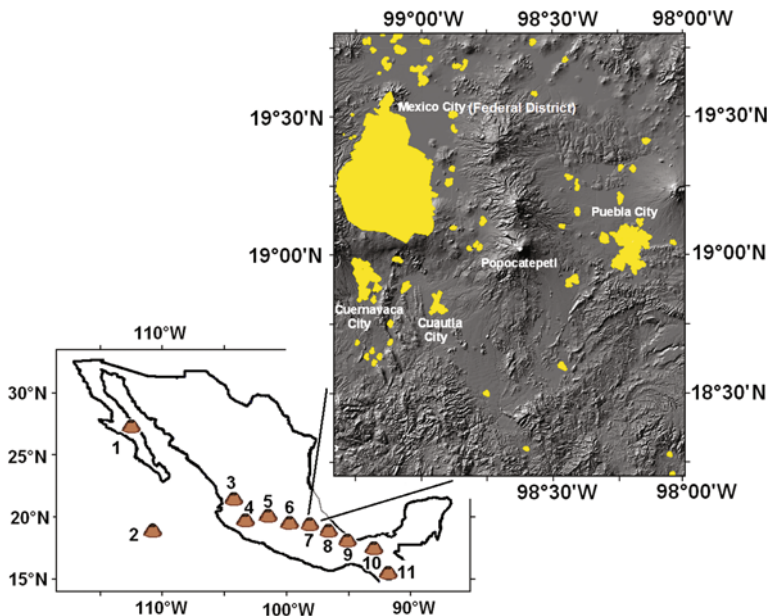 99°00'W
98°30'W
98°00'W
19°30'N
Mexico City (Federal District)
19°30'N
Puebla City
19°00'N
Popocatepetl
19°00'N
Cuernavaca
City
Cuautla
City
110°W
18°30'N
18°30'N
30°N
25°N
20°N
15°N
1
2
3
4
5
6
7
8
9
10
11
98°30'W
98°00'W
110°W
100°W
90°W